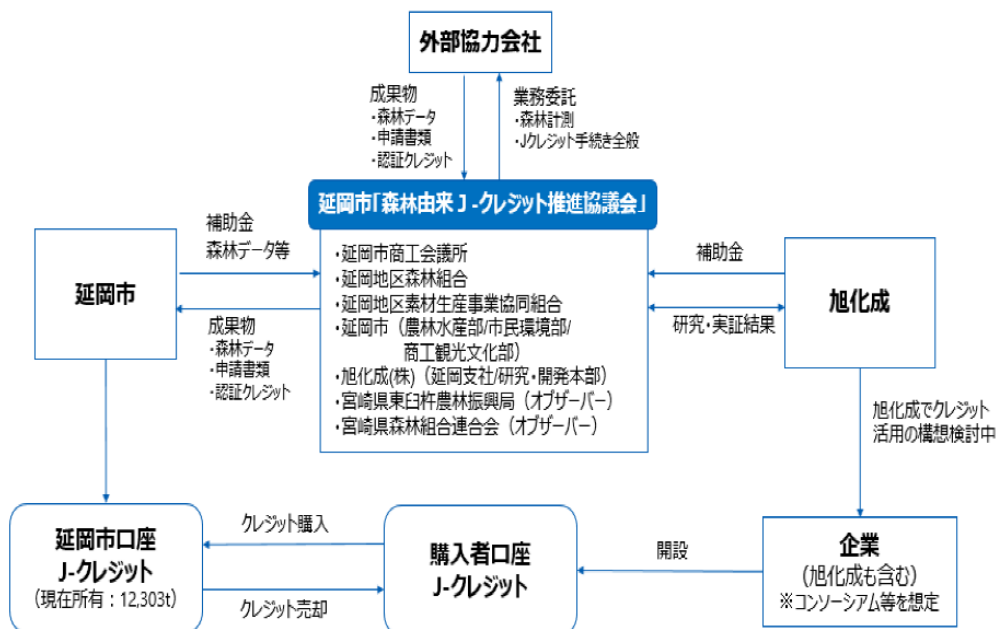 外部協力会社
成果物
・森林データ
・申請書類
・認証クレジット
業務委託
・森林計測
・Jクレジット手続き全般
延岡市「森林由来J-クレジット推進協議会」
・延岡市商工会議所
・延岡地区森林組合
・延岡地区素材生産事業協同組合
・延岡市（農林水産部/市民環境部/
商工観光文化部）
・旭化成(株)（延岡支社/研究・開発本部）
・宮崎県東臼杵農林振興局（オブザーバー）
・宮崎県森林組合連合会（オブザーバー）
延岡市
補助金
森林データ等
成果物
・森林データ
・申請書類
・認証クレジット
補助金
研究・実証結果
旭化成
旭化成でクレジット
活用の構想検討中
延岡市口座
J-クレジット
（現在所有：12,303t）
クレジット購入
クレジット売却
購入者口座
J-クレジット
開設
企業
(旭化成も含む)
※コンソーシアム等を想定